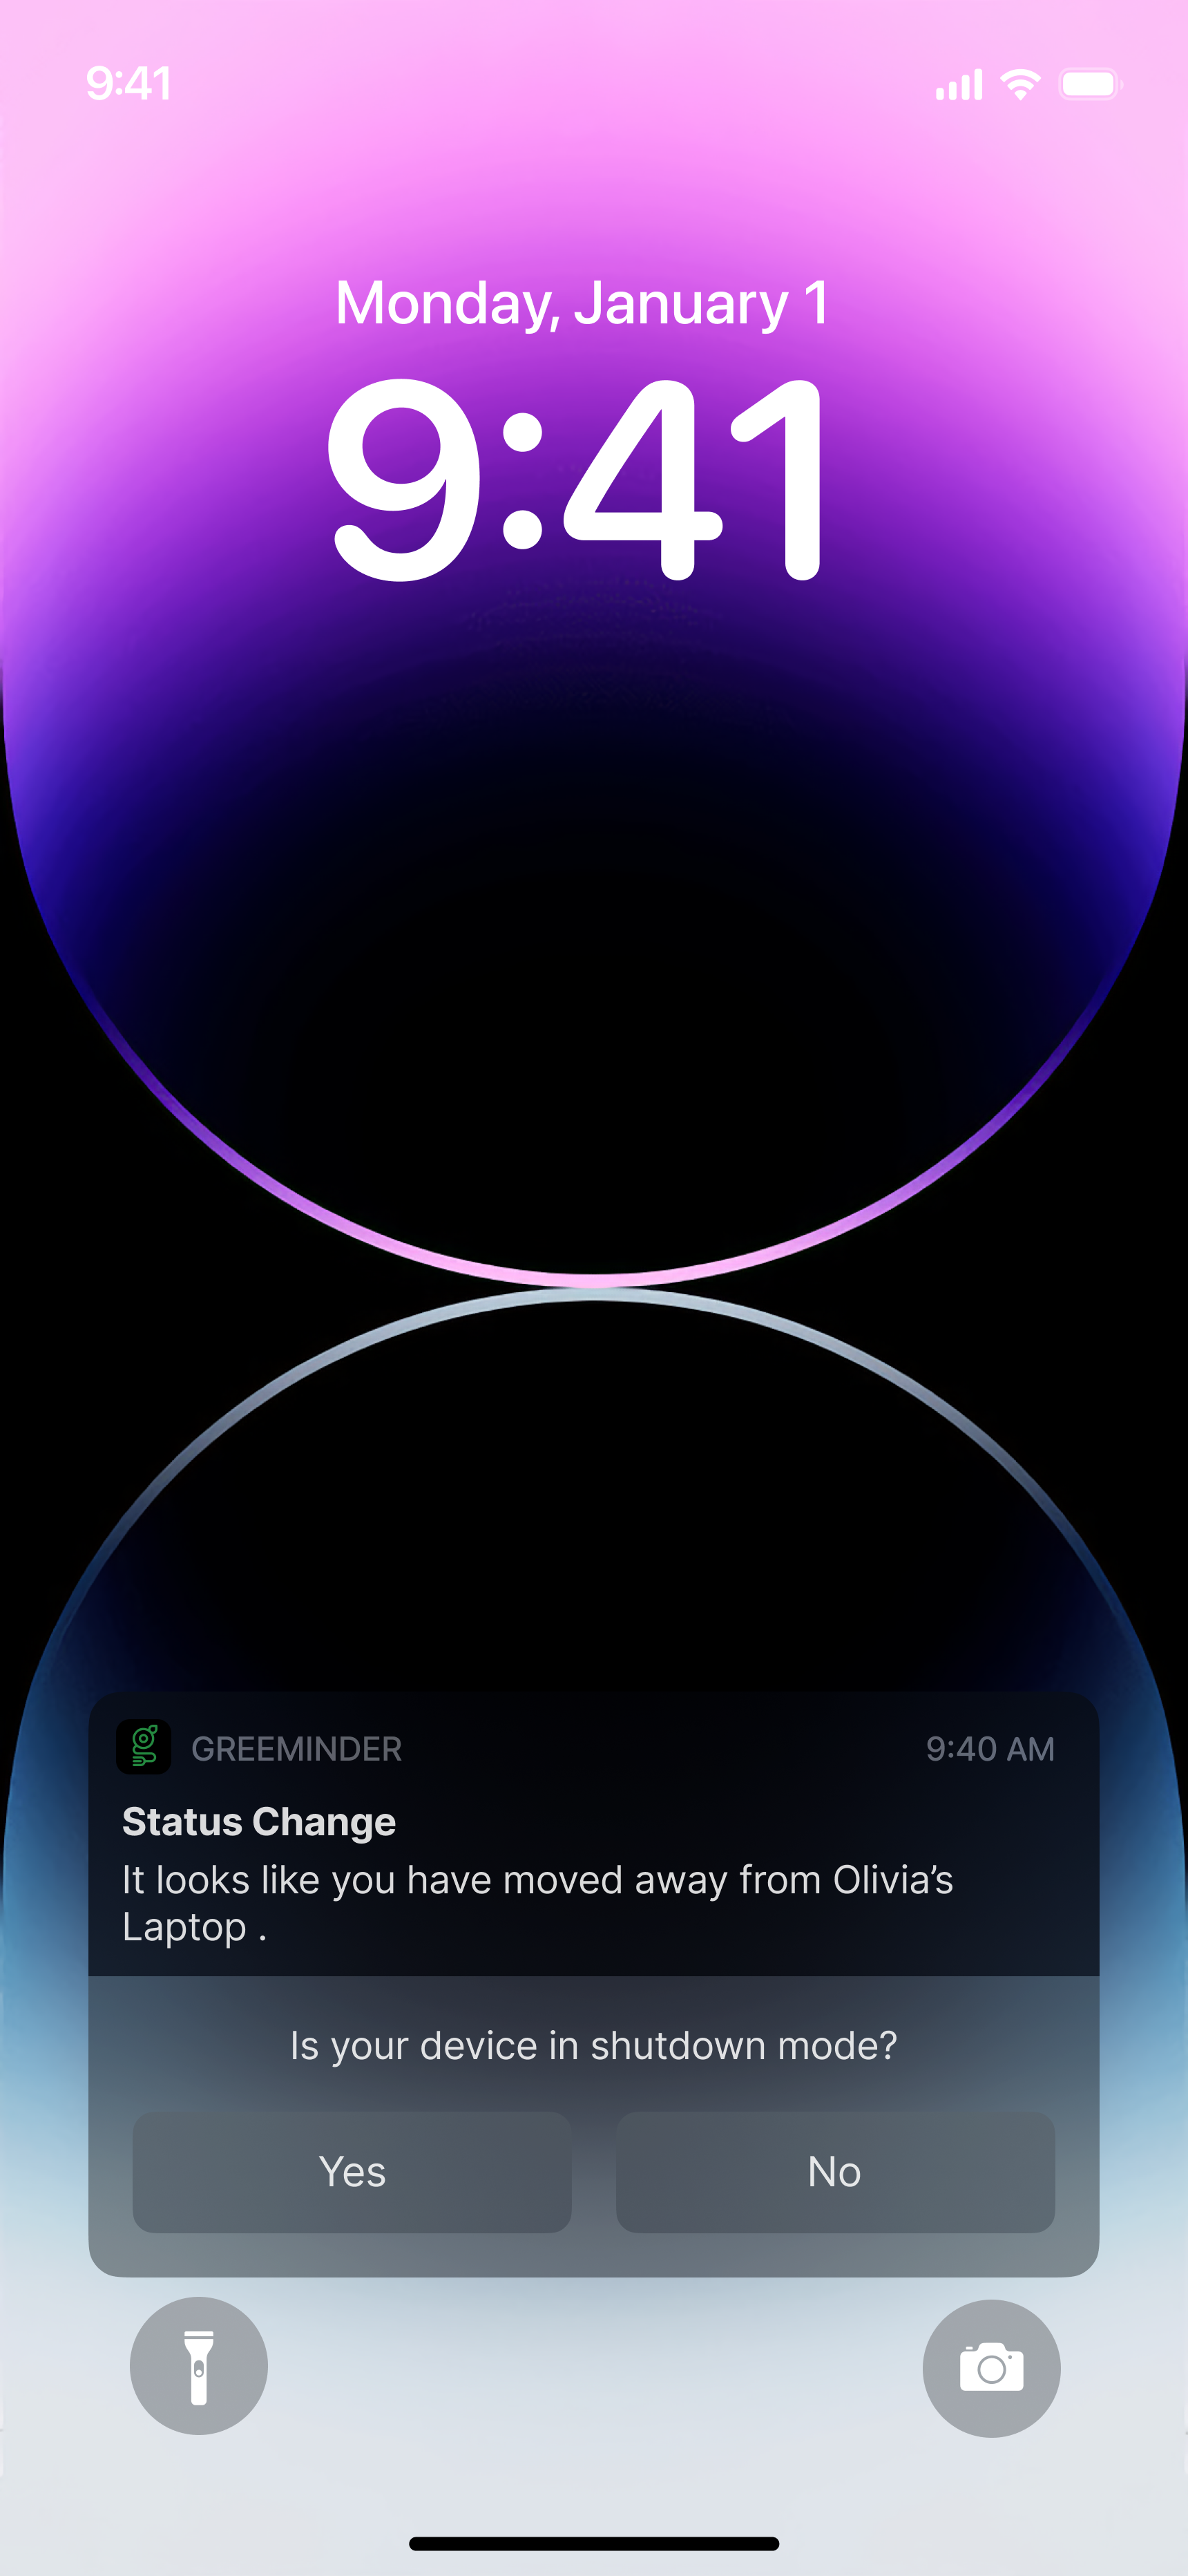 9:41
Monday, January 1
9:41
GREEMINDER
9:40 AM
Status Change
It looks like you have moved away from Olivia’s
Laptop .
Is your device in shutdown mode?
Yes
No